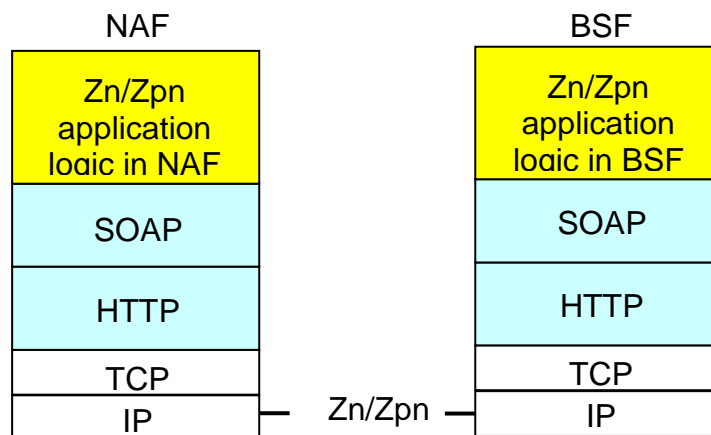 NAF
BSF
Zn/Zpn
application
logic in NAF
Zn/Zpn
application
logic in BSF
SOAP
SOAP
HTTP
HTTP
TCP
TCP
IP
Zn/Zpn
IP